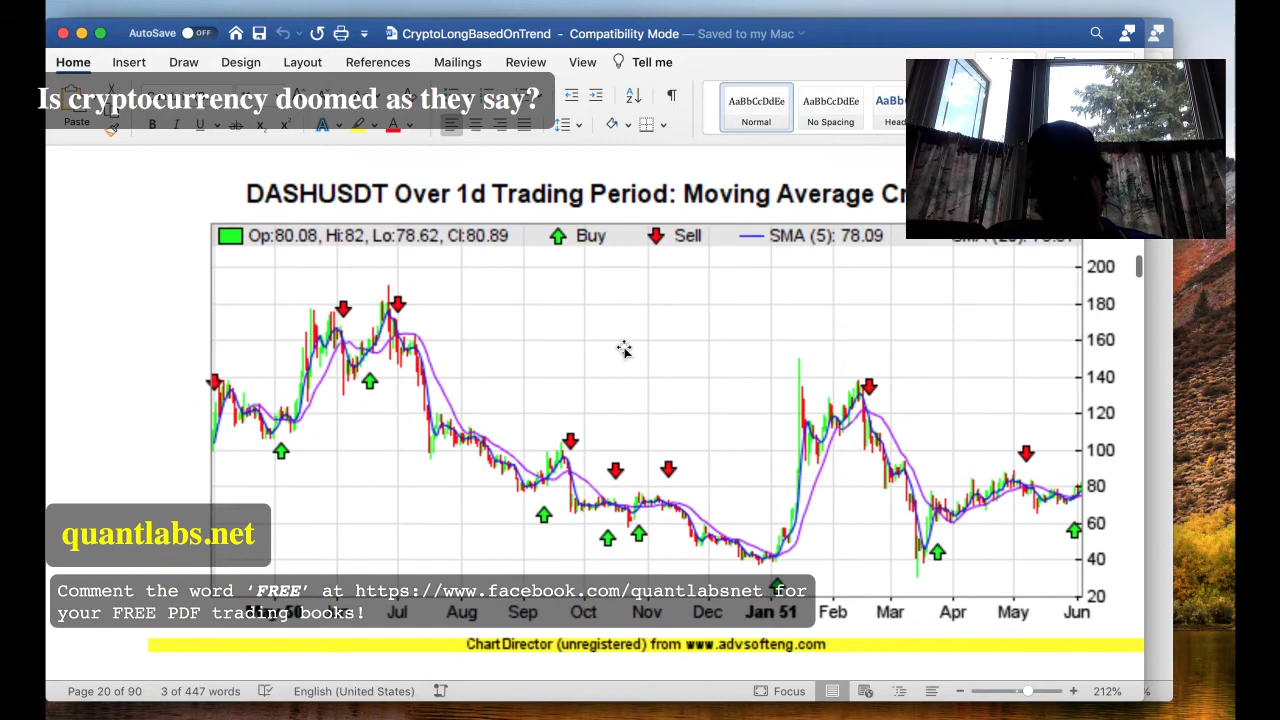 AutoSave OFF CryptoLongBasedOnTrend - Compatibility Mode — Saved to my Mac
Home Insert Draw Design Layout References Mailings Review View Tell me
Is cryptocurrency doomed as they say?
Paste
AaBbCcDdEe AaBbCcDdEe AaBb
Normal No Spacing Head
DASHUSDT Over 1d Trading Period: Moving Average Cr
Op:80.08, Hi:82, Lo:78.62, Cl:80.89 Buy Sell SMA (5): 78.09
200
180
160
140
120
100
80
60
40
20
Jul Aug Sep Oct Nov Dec Jan 51 Feb Mar Apr May Jun
quantlabs.net
Comment the word ‘FREE’ at https://www.facebook.com/quantlabsnet for
your FREE PDF trading books!
ChartDirector (unregistered) from www.advsofteng.com
Page 20 of 90 3 of 447 words English (United States) Focus 212%